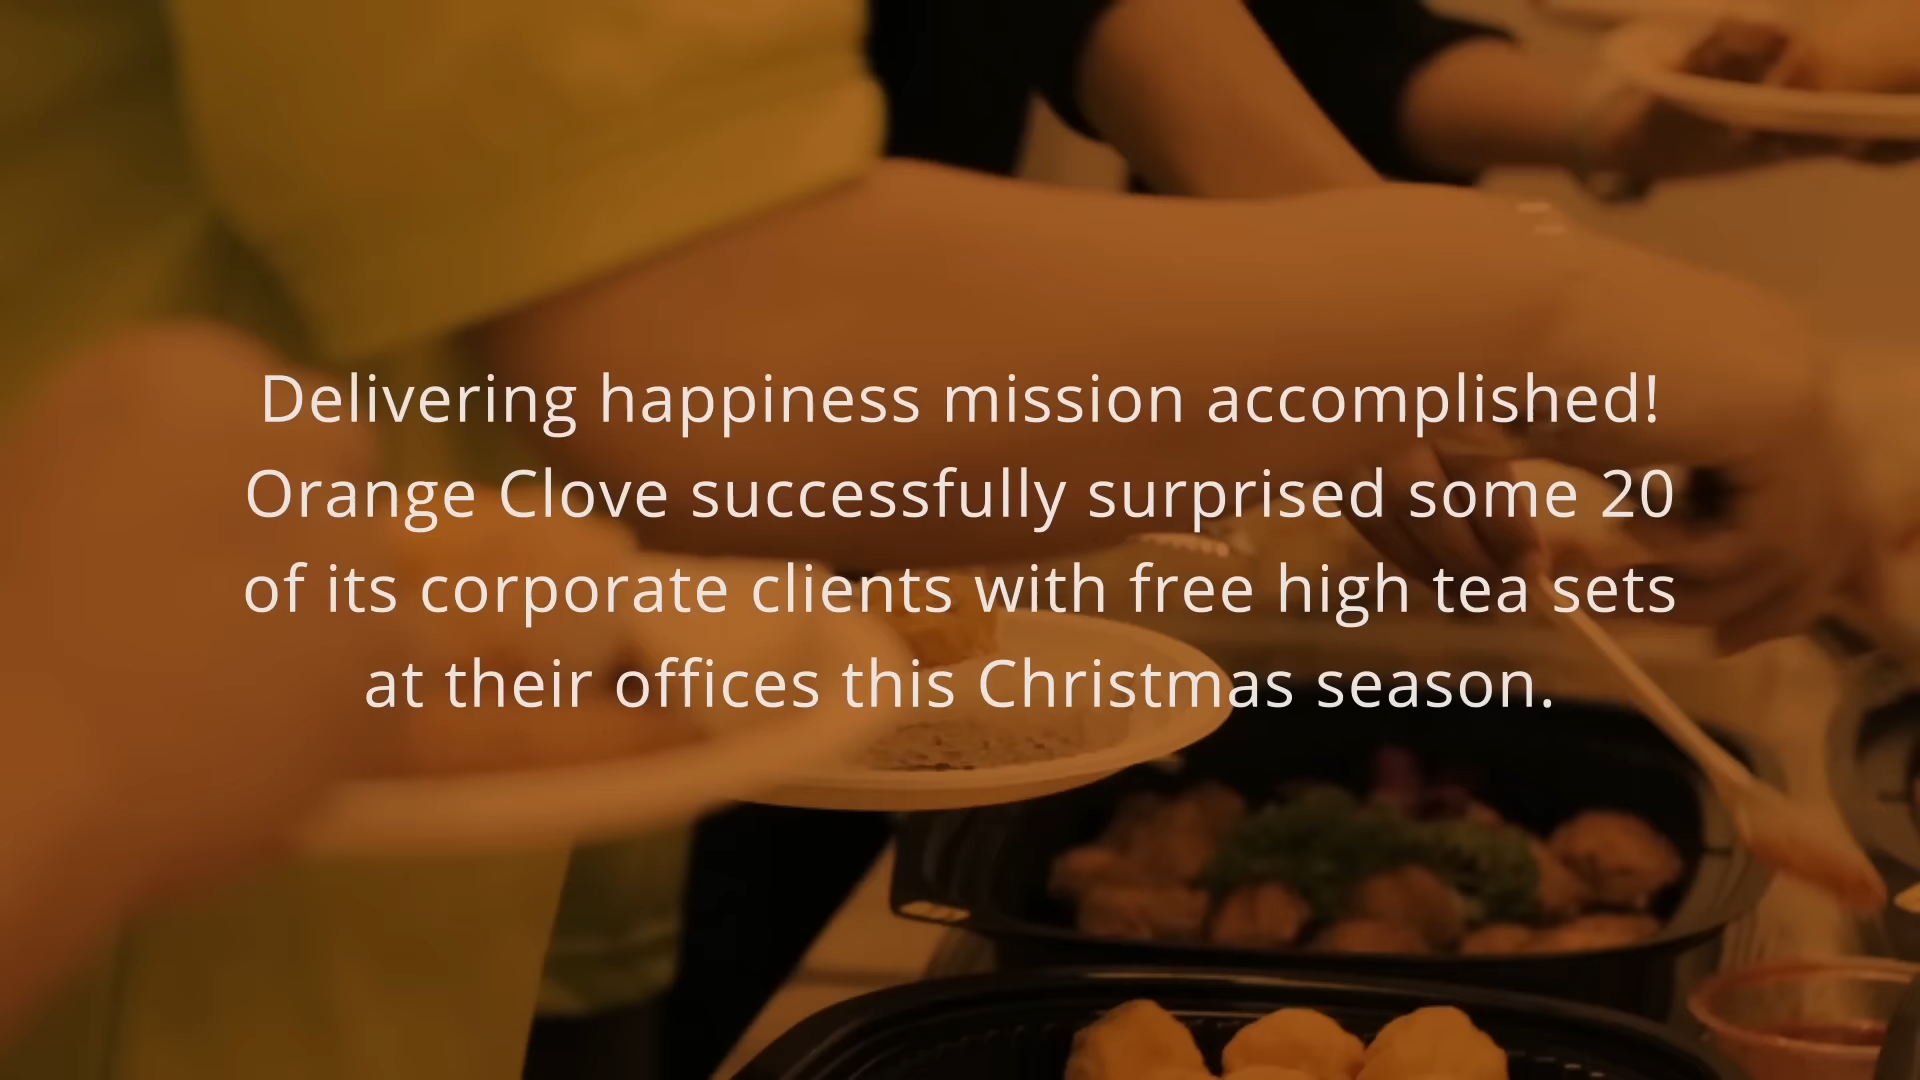 Delivering happiness mission accomplished!
Orange Clove successfully surprised some 20
of its corporate clients with free high tea sets
at their offices this Christmas season.